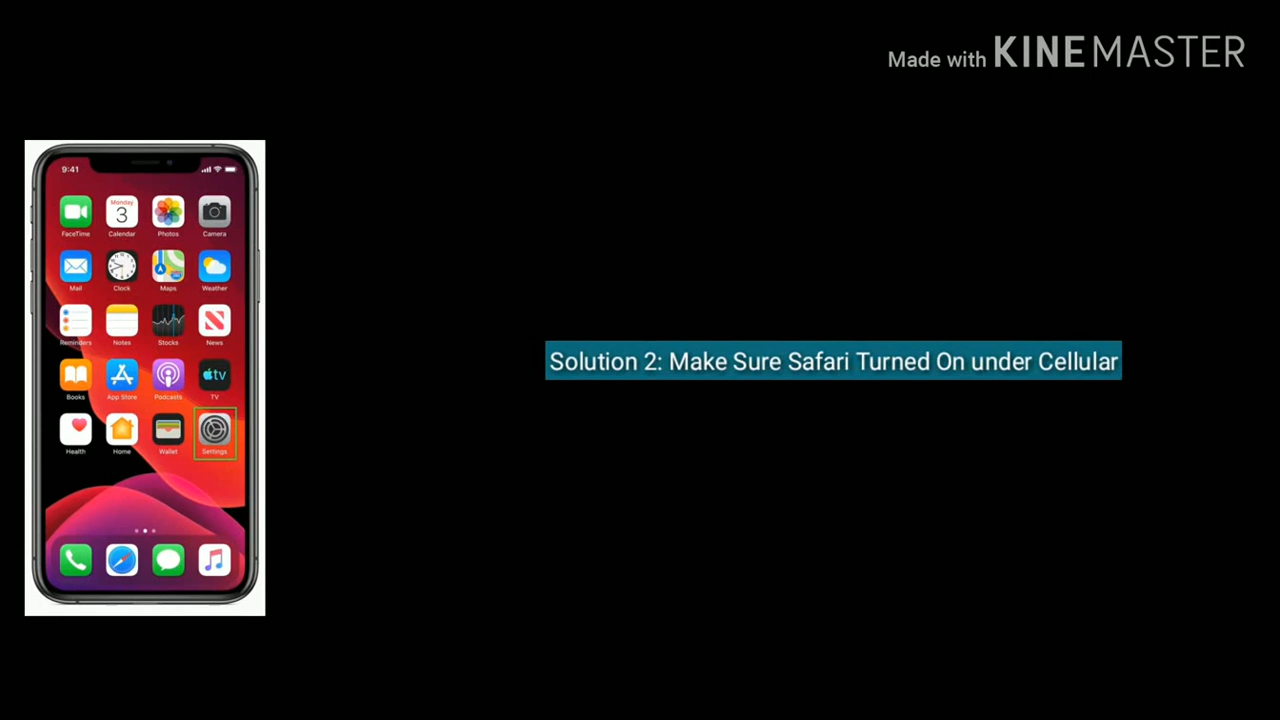 Made with KINEMASTER
9:41
FaceTime
Monday
3
Calendar
Photos
Camera
Mail
Clock
Maps
Weather
Reminders
Notes
Stocks
News
Books
App Store
Podcasts
tv
TV
Health
Home
Wallet
Settings
Solution 2: Make Sure Safari Turned On under Cellular